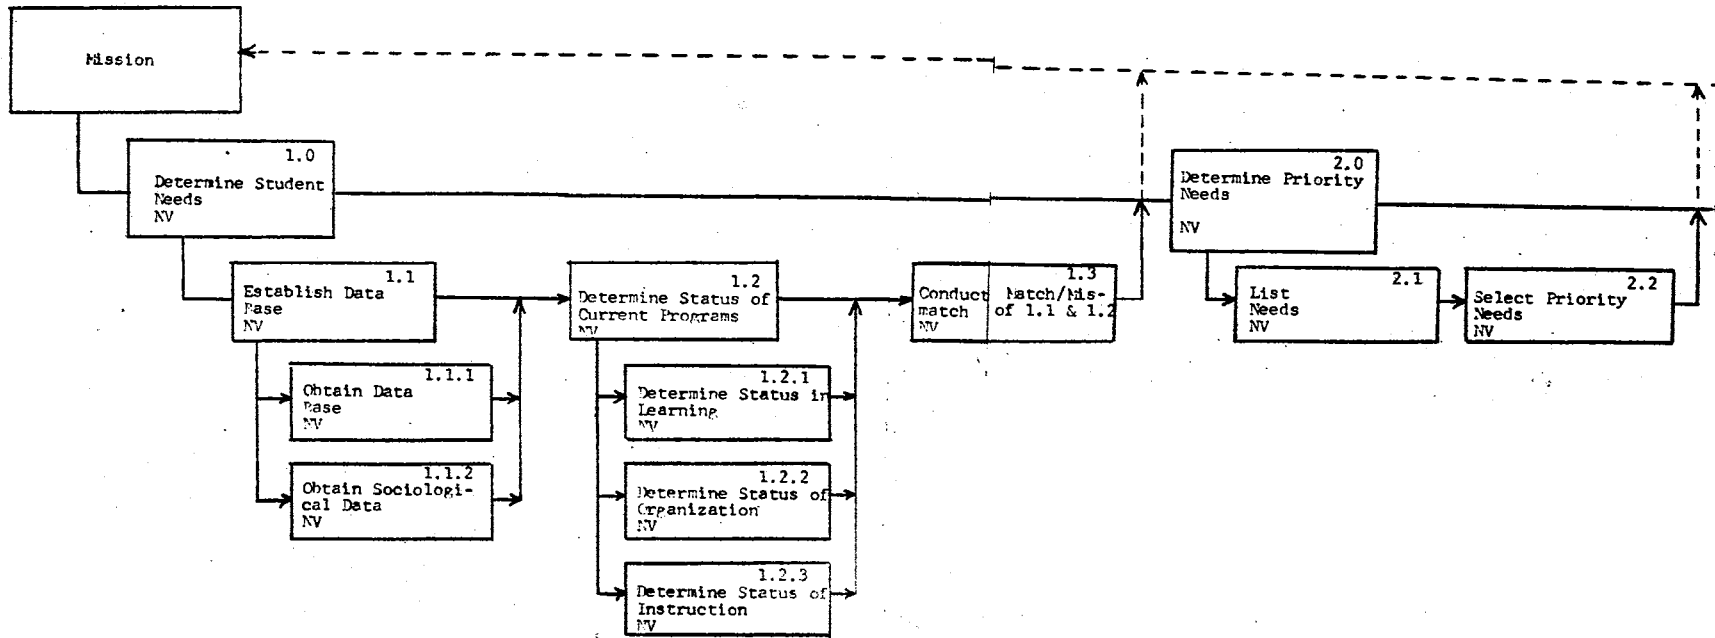 Mission
1.0
Determine Student
Needs
NV
2.0
Determine Priority
Needs
NV
1.1
Establish Data
Base
NV
1.2
Determine Status of
Current Programs
NV
1.3
Conduct Match/Mis-
match of 1.1 & 1.2
NV
2.1
List
Needs
NV
2.2
Select Priority
Needs
NV
1.1.1
Obtain Data
Base
NV
1.1.2
Obtain Sociologi-
cal Data
NV
1.2.1
Determine Status in
Learning
NV
1.2.2
Determine Status of
Organization
NV
1.2.3
Determine Status of
Instruction
NV